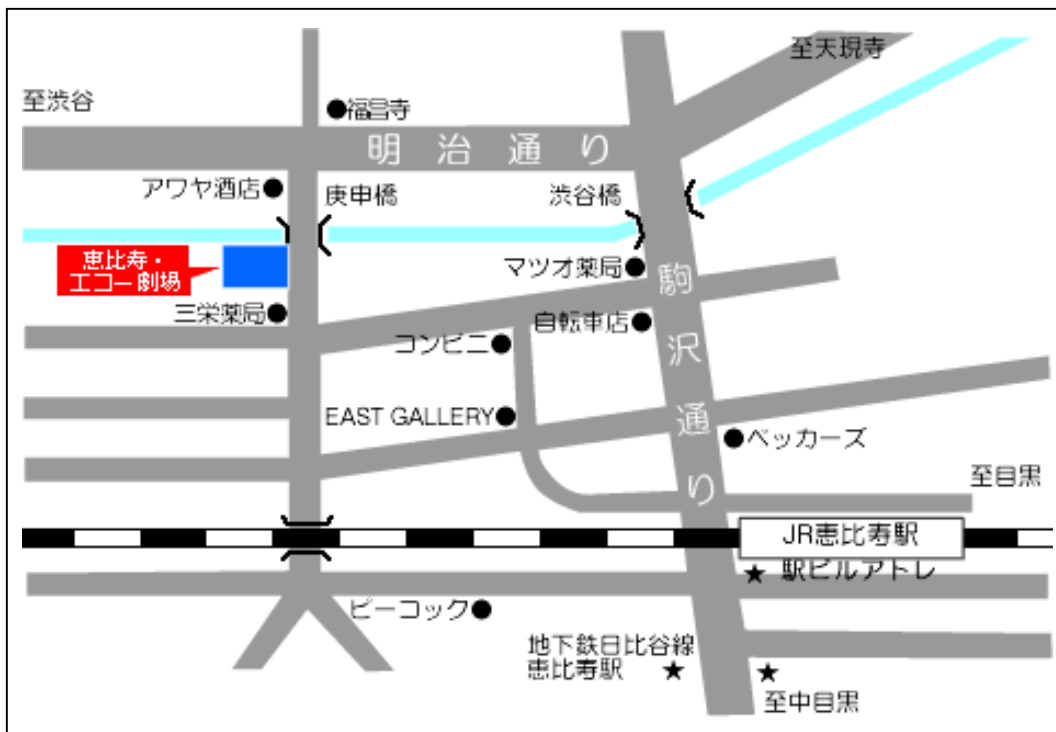 至天現寺
至渋谷
福昌寺
明治通り
アワヤ酒店
庚申橋
渋谷橋
恵比寿・
エコー劇場
マツオ薬局
駒沢通り
三栄薬局
自転車店
コンビニ
EAST GALLERY
ベッカーズ
至目黒
JR恵比寿駅
駅ビルアトレ
ピーコック
地下鉄日比谷線
恵比寿駅
至中目黒